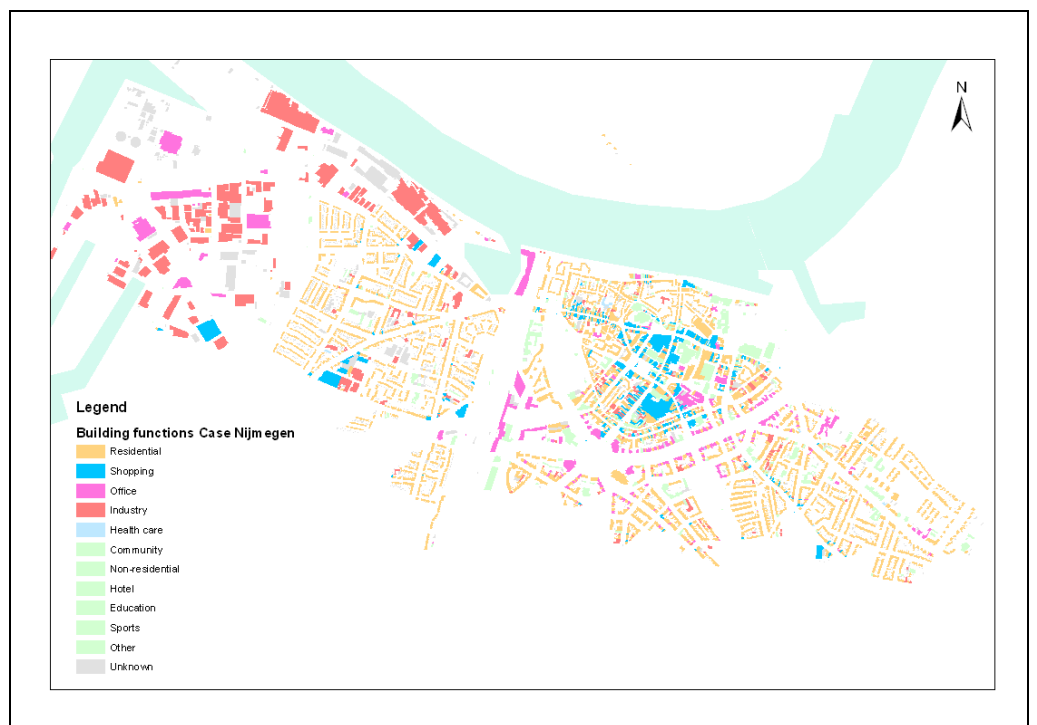 N
Legend
Building functions Case Nijmegen
Residential
Shopping
Office
Industry
Health care
Community
Non-residential
Hotel
Education
Sports
Other
Unknown